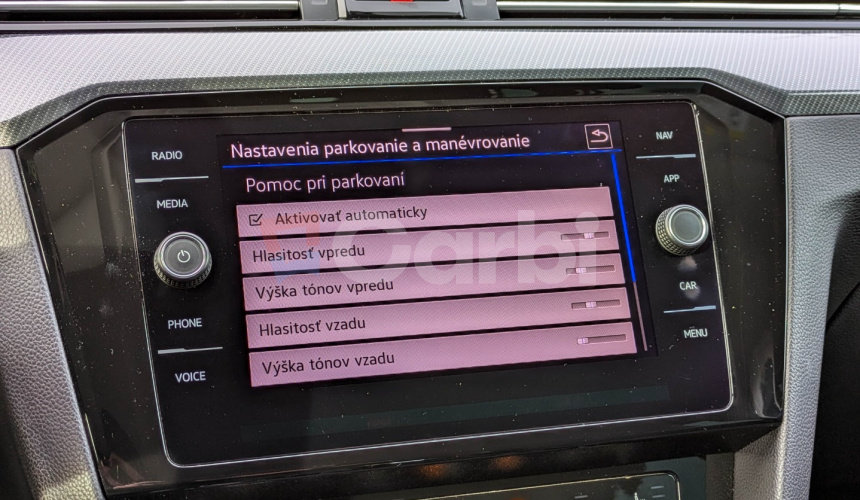 RADIO
MEDIA
PHONE
VOICE
Nastavenia parkovanie a manévrovanie
Pomoc pri parkovaní
Aktivovať automaticky
Hlasitosť vpredu
Výška tónov vpredu
Hlasitosť vzadu
Výška tónov vzadu
NAV
APP
CAR
MENU
Carbi